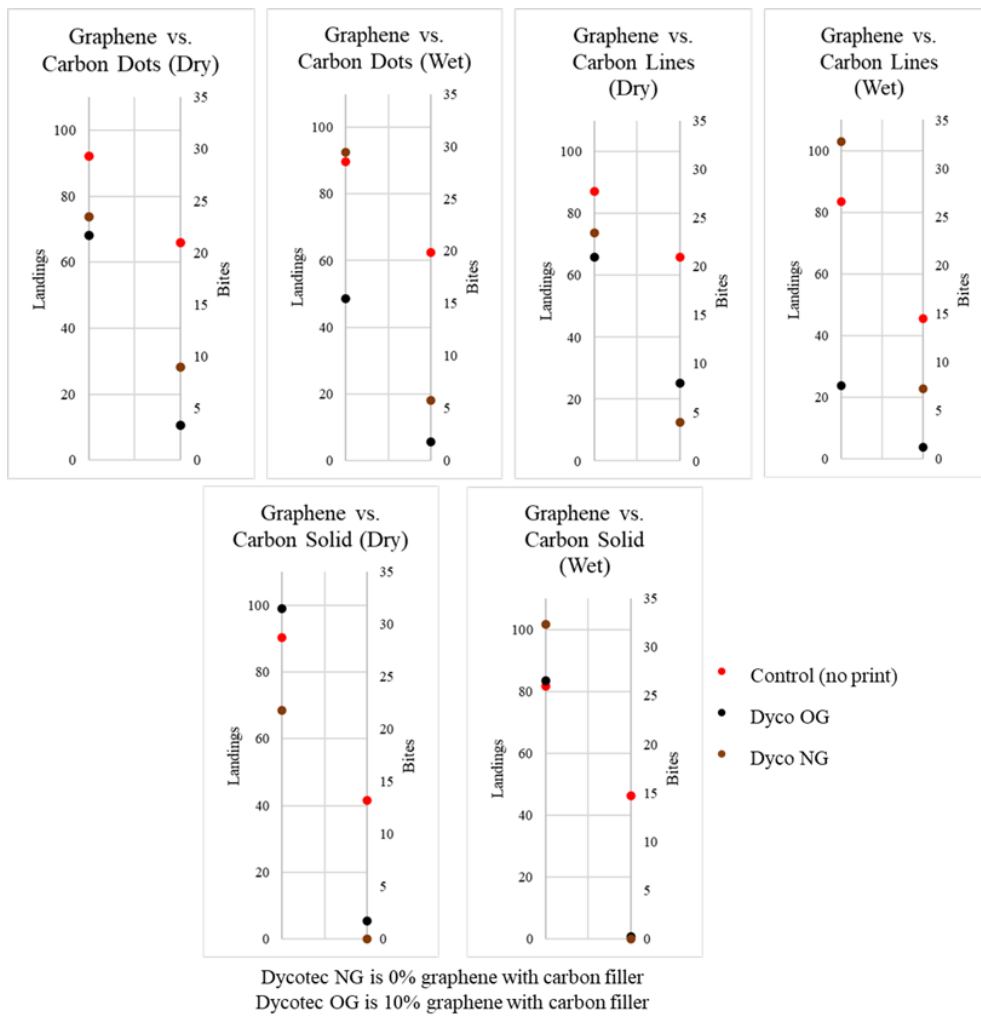 Graphene vs.
Carbon Dots (Dry)
Landings
100
80
60
40
20
0
Bites
35
30
25
20
15
10
5
0
Graphene vs.
Carbon Dots (Wet)
Landings
100
80
60
40
20
0
Bites
35
30
25
20
15
10
5
0
Graphene vs.
Carbon Lines
(Dry)
Landings
100
80
60
40
20
0
Bites
35
30
25
20
15
10
5
0
Graphene vs.
Carbon Lines
(Wet)
Landings
100
80
60
40
20
0
Bites
35
30
25
20
15
10
5
0
Graphene vs.
Carbon Solid (Dry)
Landings
100
80
60
40
20
0
Bites
35
30
25
20
15
10
5
0
Graphene vs.
Carbon Solid
(Wet)
Landings
100
80
60
40
20
0
Bites
35
30
25
20
15
10
5
0
Control (no print)
Dyco OG
Dyco NG
Dycotec NG is 0% graphene with carbon filler
Dycotec OG is 10% graphene with carbon filler